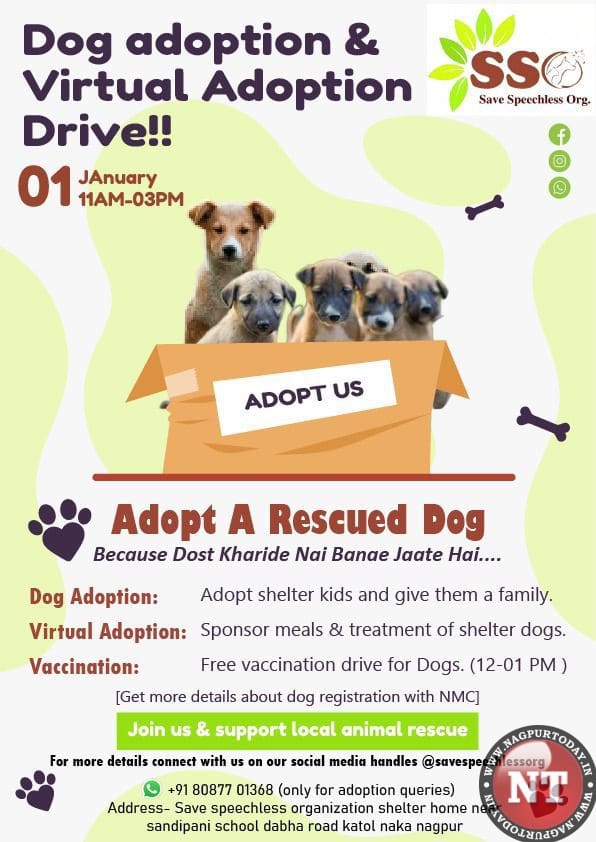 Dog adoption &
Virtual Adoption
Drive!!
SSO
Save Speechless Org.
01 JAnuary
11AM-03PM
ADOPT US
Adopt A Rescued Dog
Because Dost Kharide Nai Banae Jaate Hai....
Dog Adoption: Adopt shelter kids and give them a family.
Virtual Adoption: Sponsor meals & treatment of shelter dogs.
Vaccination: Free vaccination drive for Dogs. (12-01 PM )
[Get more details about dog registration with NMC]
Join us & support local animal rescue
For more details connect with us on our social media handles @savespeechlessorg
+91 80877 01368 (only for adoption queries)
Address- Save speechless organization shelter home near
sandipani school dabha road katol naka nagpur
WWW.NAGPURTODAY.IN
NT
WWW.NAGPURTODAY.IN